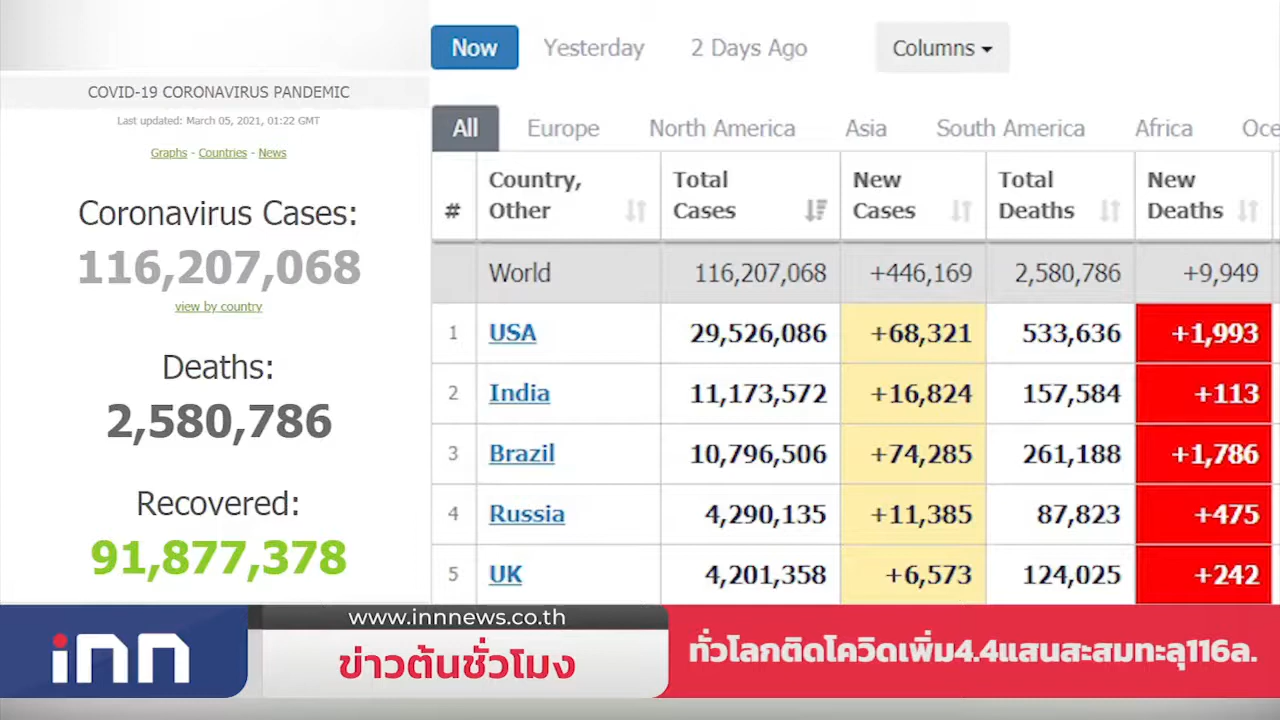 COVID-19 CORONAVIRUS PANDEMIC
Last updated: March 05, 2021, 01:22 GMT
Graphs - Countries - News
Coronavirus Cases:
116,207,068
view by country
Deaths:
2,580,786
Recovered:
91,877,378
Now Yesterday 2 Days Ago Columns
All Europe North America Asia South America Africa Oce
# Country, Other Total Cases New Cases Total Deaths New Deaths
World 116,207,068 +446,169 2,580,786 +9,949
1 USA 29,526,086 +68,321 533,636 +1,993
2 India 11,173,572 +16,824 157,584 +113
3 Brazil 10,796,506 +74,285 261,188 +1,786
4 Russia 4,290,135 +11,385 87,823 +475
5 UK 4,201,358 +6,573 124,025 +242
inn
www.innnews.co.th
ข่าวต้นชั่วโมง
ทั่วโลกติดโควิดเพิ่ม4.4แสนสะสมทะลุ116ล.